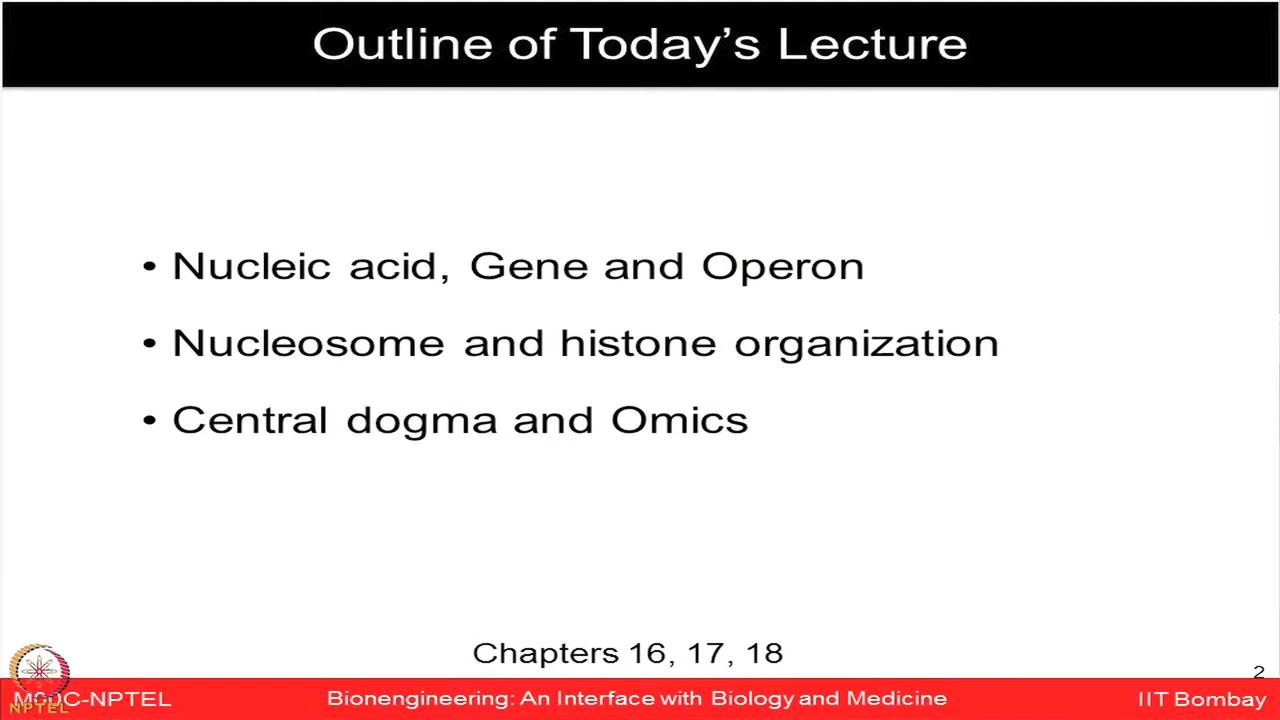 Outline of Today's Lecture
• Nucleic acid, Gene and Operon
• Nucleosome and histone organization
• Central dogma and Omics
Chapters 16, 17, 18
2
MOOC-NPTEL
NPTEL
Bionengineering: An Interface with Biology and Medicine
IIT Bombay